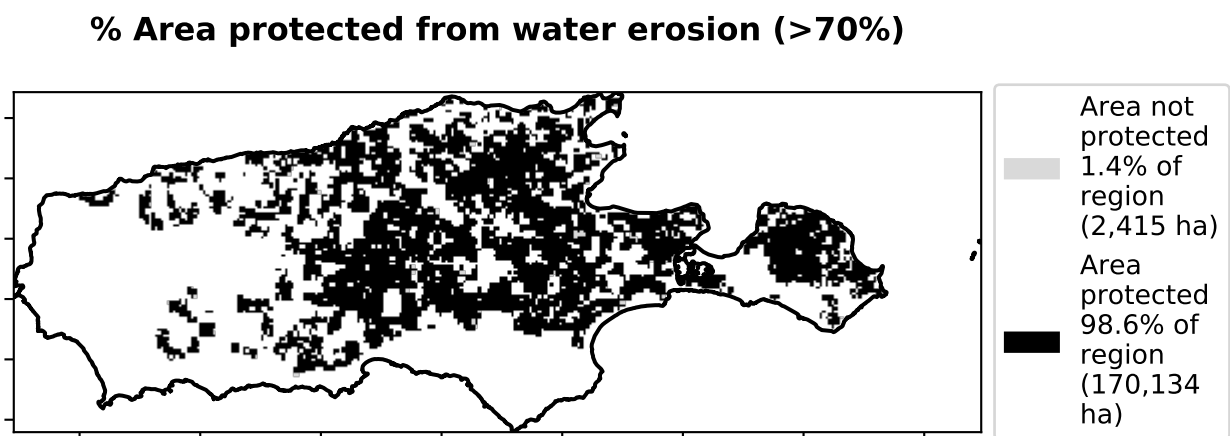 % Area protected from water erosion (>70%)
Area not
protected
1.4% of
region
(2,415 ha)
Area
protected
98.6% of
region
(170,134
ha)